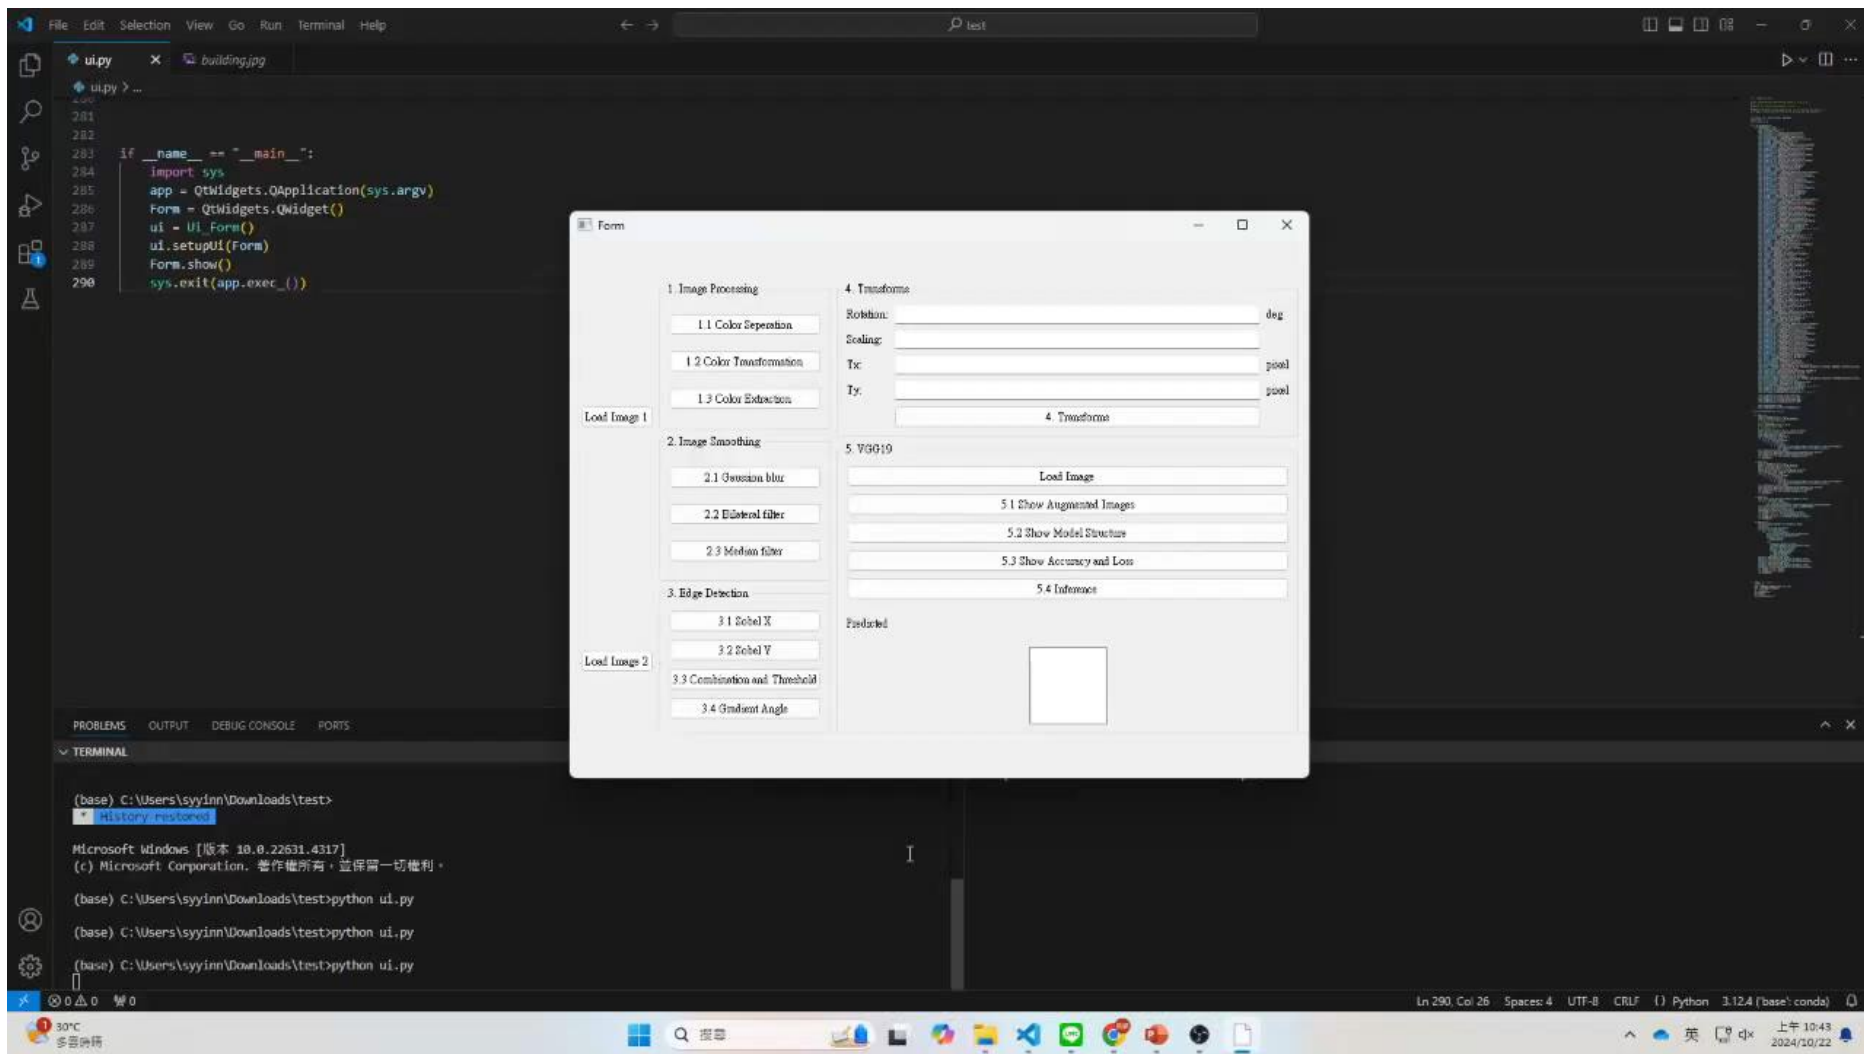 File Edit Selection View Go Run Terminal Help
test
ui.py
building.jpg
ui.py > ...
281
282
283 if __name__ == "__main__":
284 import sys
285 app = QtWidgets.QApplication(sys.argv)
286 Form = QtWidgets.QWidget()
287 ui = Ui_Form()
288 ui.setupUi(Form)
289 Form.show()
290 sys.exit(app.exec_())
Form
Load Image 1
Load Image 2
1. Image Processing
1.1 Color Seperation
1.2 Color Transformation
1.3 Color Extraction
2. Image Smoothing
2.1 Gaussian blur
2.2 Bilateral filter
2.3 Median filter
3. Edge Detection
3.1 Sobel X
3.2 Sobel Y
3.3 Combination and Threshold
3.4 Gradient Angle
4. Transforms
Rotation: deg
Scaling:
Tx: pixel
Ty: pixel
4. Transforms
5. VGG19
Load Image
5.1 Show Augmented Images
5.2 Show Model Structure
5.3 Show Accuracy and Loss
5.4 Inference
Predicted
PROBLEMS OUTPUT DEBUG CONSOLE PORTS
TERMINAL
(base) C:\Users\syyinn\Downloads\test>
* History restored
Microsoft Windows [版本 10.0.22631.4317]
(c) Microsoft Corporation. 著作權所有,並保留一切權利。
(base) C:\Users\syyinn\Downloads\test>python ui.py
(base) C:\Users\syyinn\Downloads\test>python ui.py
(base) C:\Users\syyinn\Downloads\test>python ui.py
0 0 0
Ln 290, Col 26 Spaces: 4 UTF-8 CRLF {} Python 3.12.4 ('base': conda)
1
30°C
多雲時晴
搜尋
英
上午 10:43
2024/10/22